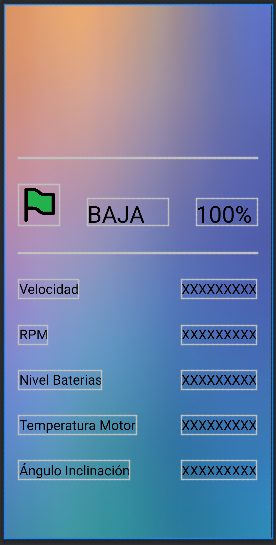 BAJA 100%
Velocidad XXXXXXXXX
RPM XXXXXXXXX
Nivel Baterias XXXXXXXXX
Temperatura Motor XXXXXXXXX
Ángulo Inclinación XXXXXXXXX